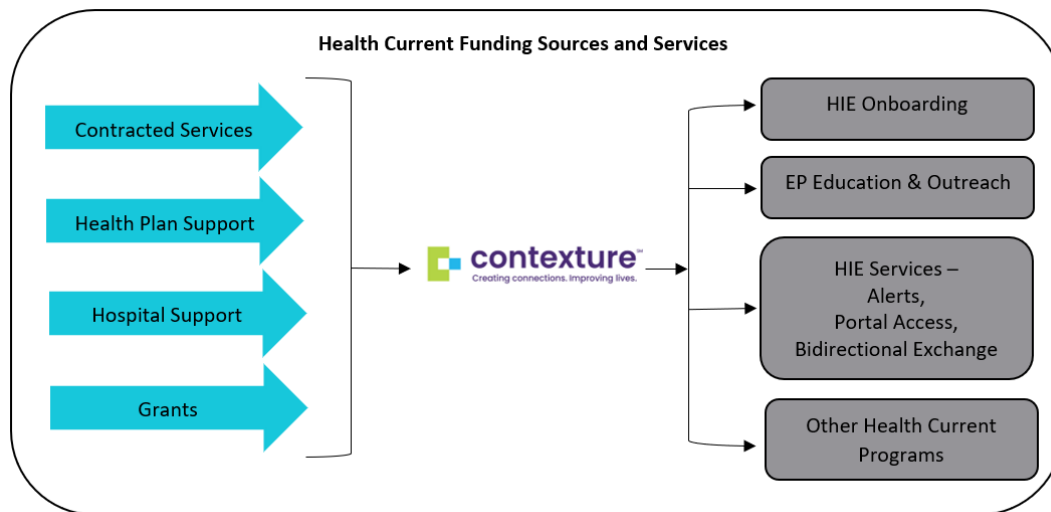 Health Current Funding Sources and Services
Contracted Services
Health Plan Support
Hospital Support
Grants
contexture℠
Creating connections. Improving lives.
HIE Onboarding
EP Education & Outreach
HIE Services –
Alerts,
Portal Access,
Bidirectional Exchange
Other Health Current
Programs